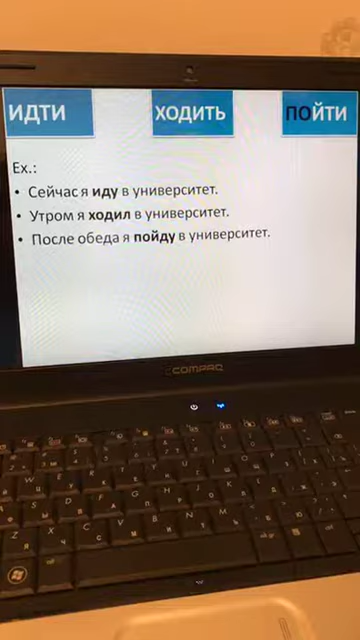 ИДТИ ХОДИТЬ ПОЙТИ
Ex.:
• Сейчас я иду в университет.
• Утром я ходил в университет.
• После обеда я пойду в университет.
COMPAQ